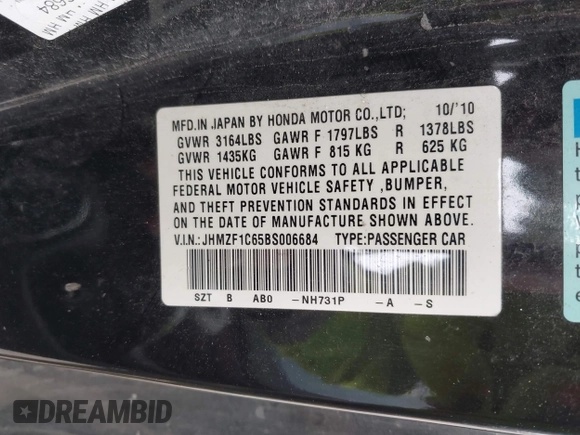 684
HM
MFD.IN JAPAN BY HONDA MOTOR CO.,LTD; 10/'10
GVWR 3164LBS GAWR F 1797LBS R 1378LBS
GVWR 1435KG GAWR F 815 KG R 625 KG
THIS VEHICLE CONFORMS TO ALL APPLICABLE
FEDERAL MOTOR VEHICLE SAFETY ,BUMPER,
AND THEFT PREVENTION STANDARDS IN EFFECT
ON THE DATE OF MANUFACTURE SHOWN ABOVE.
V.I.N.: JHMZF1C65BS006684 TYPE:PASSENGER CAR
SZT B AB0 -NH731P -A -S
DREAMBID